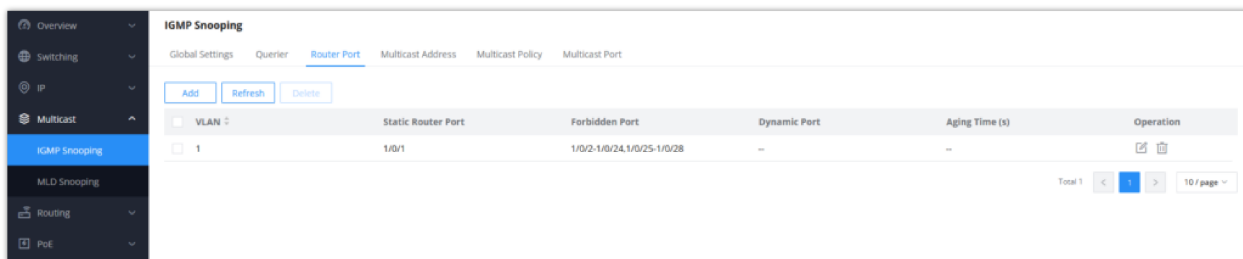 Overview
Switching
IP
Multicast
IGMP Snooping
MLD Snooping
Routing
PoE
IGMP Snooping
Global Settings Querier Router Port Multicast Address Multicast Policy Multicast Port
Add Refresh Delete
VLAN Static Router Port Forbidden Port Dynamic Port Aging Time (s) Operation
1 1/0/1 1/0/2-1/0/24,1/0/25-1/0/28 -- --
Total 1 < 1 > 10 / page